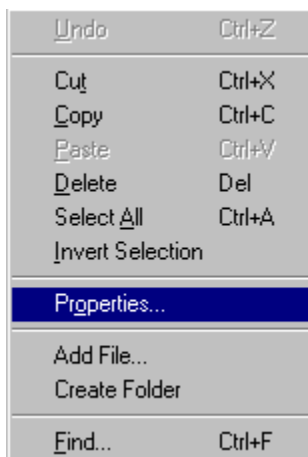 Undo Ctrl+Z
Cut Ctrl+X
Copy Ctrl+C
Paste Ctrl+V
Delete Del
Select All Ctrl+A
Invert Selection
Properties...
Add File...
Create Folder
Find... Ctrl+F